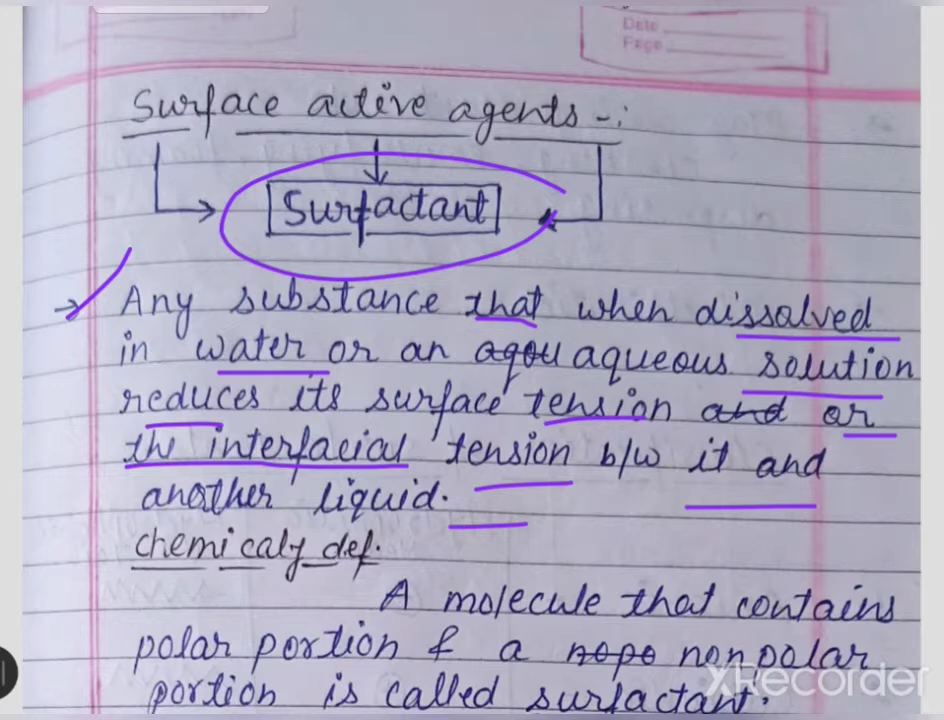 Date
Page
Surface active agents -:
Surfactant
→ Any substance that when dissolved
in water or an aqou aqueous solution
reduces its surface tension and or
the interfacial tension b/w it and
another liquid.
chemicaly def.
A molecule that contains
polar portion & a nopo nonpolar
portion is called surfactant.
XRecorder